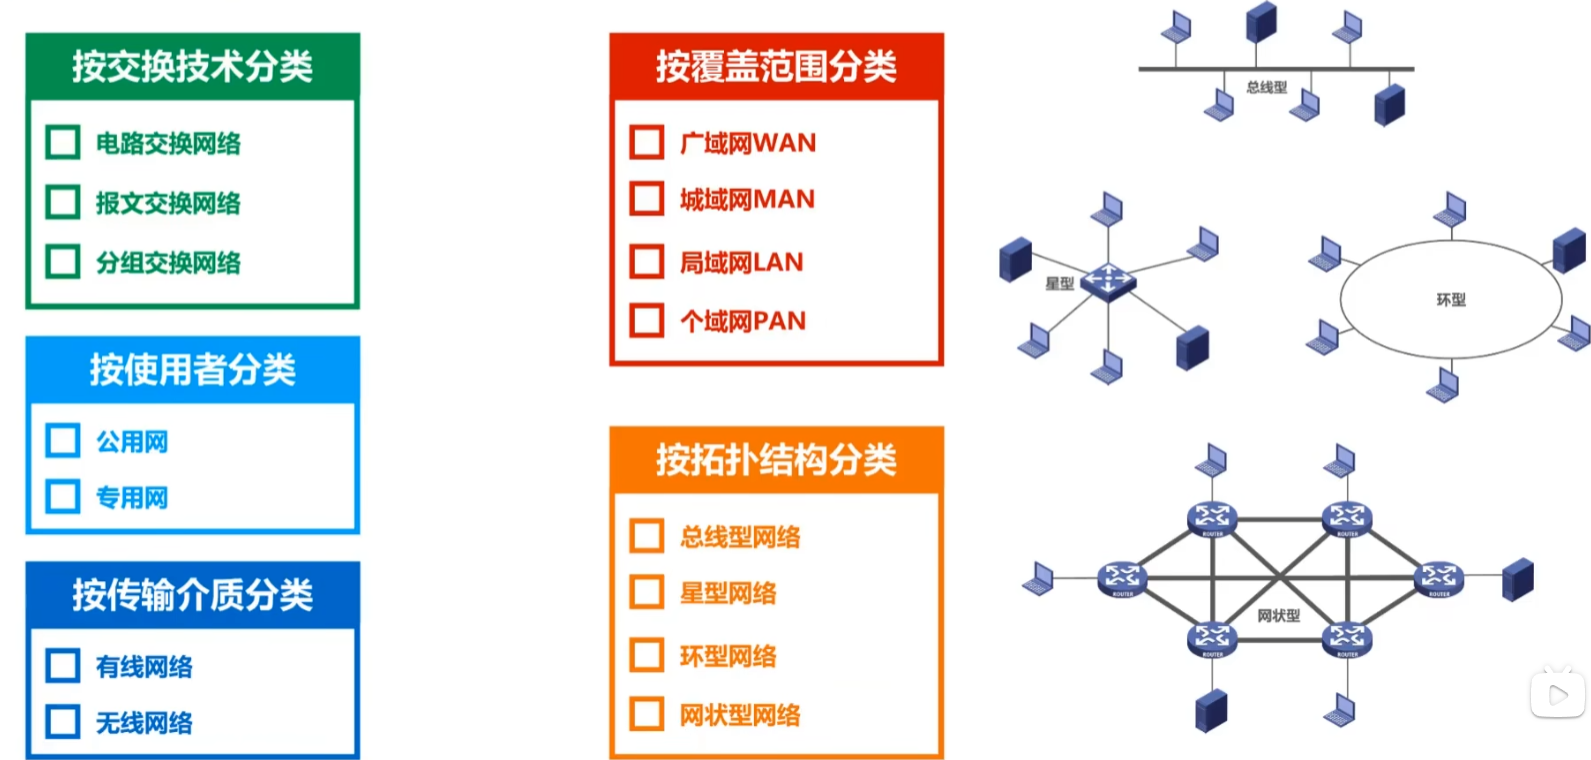 按交换技术分类
电路交换网络
报文交换网络
分组交换网络
按使用者分类
公用网
专用网
按传输介质分类
有线网络
无线网络
按覆盖范围分类
广域网WAN
城域网MAN
局域网LAN
个域网PAN
按拓扑结构分类
总线型网络
星型网络
环型网络
网状型网络
总线型
星型
环型
ROUTER
ROUTER
ROUTER
ROUTER
网状型
ROUTER
ROUTER